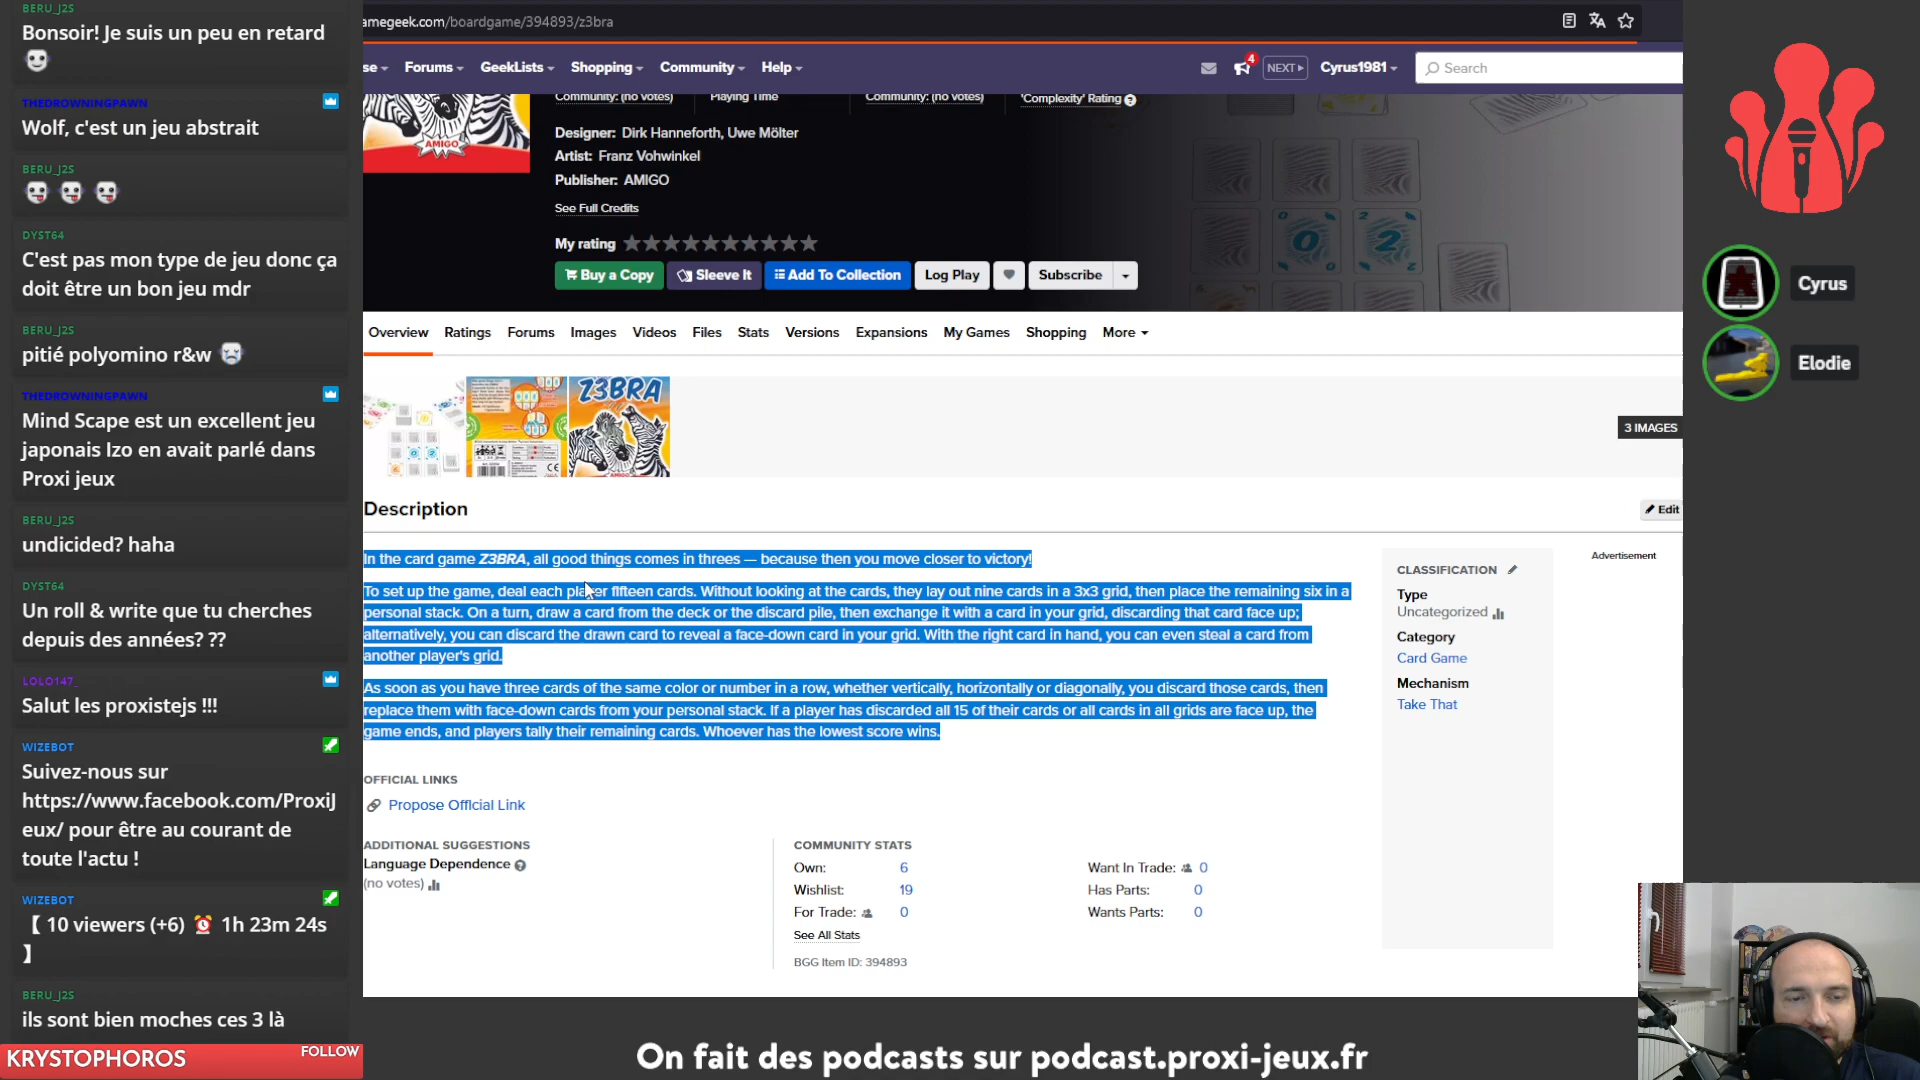 BERU_J2S
Bonsoir! Je suis un peu en retard
THEDROWNINGPAWN
Wolf, c'est un jeu abstrait
BERU_J2S
DYST64
C'est pas mon type de jeu donc ça
doit être un bon jeu mdr
BERU_J2S
pitié polyomino r&w
THEDROWNINGPAWN
Mind Scape est un excellent jeu
japonais Izo en avait parlé dans
Proxi jeux
BERU_J2S
undicided? haha
DYST64
Un roll & write que tu cherches
depuis des années? ??
LOLO147_
Salut les proxistejs !!!
WIZEBOT
Suivez-nous sur
https://www.facebook.com/ProxiJ
eux/ pour être au courant de
toute l'actu !
WIZEBOT
【 10 viewers (+6) ⏰ 1h 23m 24s
】
BERU_J2S
ils sont bien moches ces 3 là
KRYSTOPHOROS FOLLOW
amegeek.com/boardgame/394893/z3bra
se Forums GeekLists Shopping Community Help 4 NEXT Cyrus1981 Search
Community: (no votes) Playing Time Community: (no votes) 'Complexity' Rating
AMIGO
Designer: Dirk Hanneforth, Uwe Mölter
Artist: Franz Vohwinkel
Publisher: AMIGO
See Full Credits
My rating
Buy a Copy Sleeve It Add To Collection Log Play Subscribe
0 2
Overview Ratings Forums Images Videos Files Stats Versions Expansions My Games Shopping More
Z3BRA
3 IMAGES
Description
Edit
In the card game Z3BRA, all good things comes in threes — because then you move closer to victory!
To set up the game, deal each player fifteen cards. Without looking at the cards, they lay out nine cards in a 3x3 grid, then place the remaining six in a
personal stack. On a turn, draw a card from the deck or the discard pile, then exchange it with a card in your grid, discarding that card face up;
alternatively, you can discard the drawn card to reveal a face-down card in your grid. With the right card in hand, you can even steal a card from
another player's grid.
As soon as you have three cards of the same color or number in a row, whether vertically, horizontally or diagonally, you discard those cards, then
replace them with face-down cards from your personal stack. If a player has discarded all 15 of their cards or all cards in all grids are face up, the
game ends, and players tally their remaining cards. Whoever has the lowest score wins.
CLASSIFICATION
Type
Uncategorized
Category
Card Game
Mechanism
Take That
Advertisement
OFFICIAL LINKS
Propose Official Link
ADDITIONAL SUGGESTIONS
Language Dependence
(no votes)
COMMUNITY STATS
Own: 6
Wishlist: 19
For Trade: 0
See All Stats
BGG Item ID: 394893
Want In Trade: 0
Has Parts: 0
Wants Parts: 0
Cyrus
Elodie
On fait des podcasts sur podcast.proxi-jeux.fr